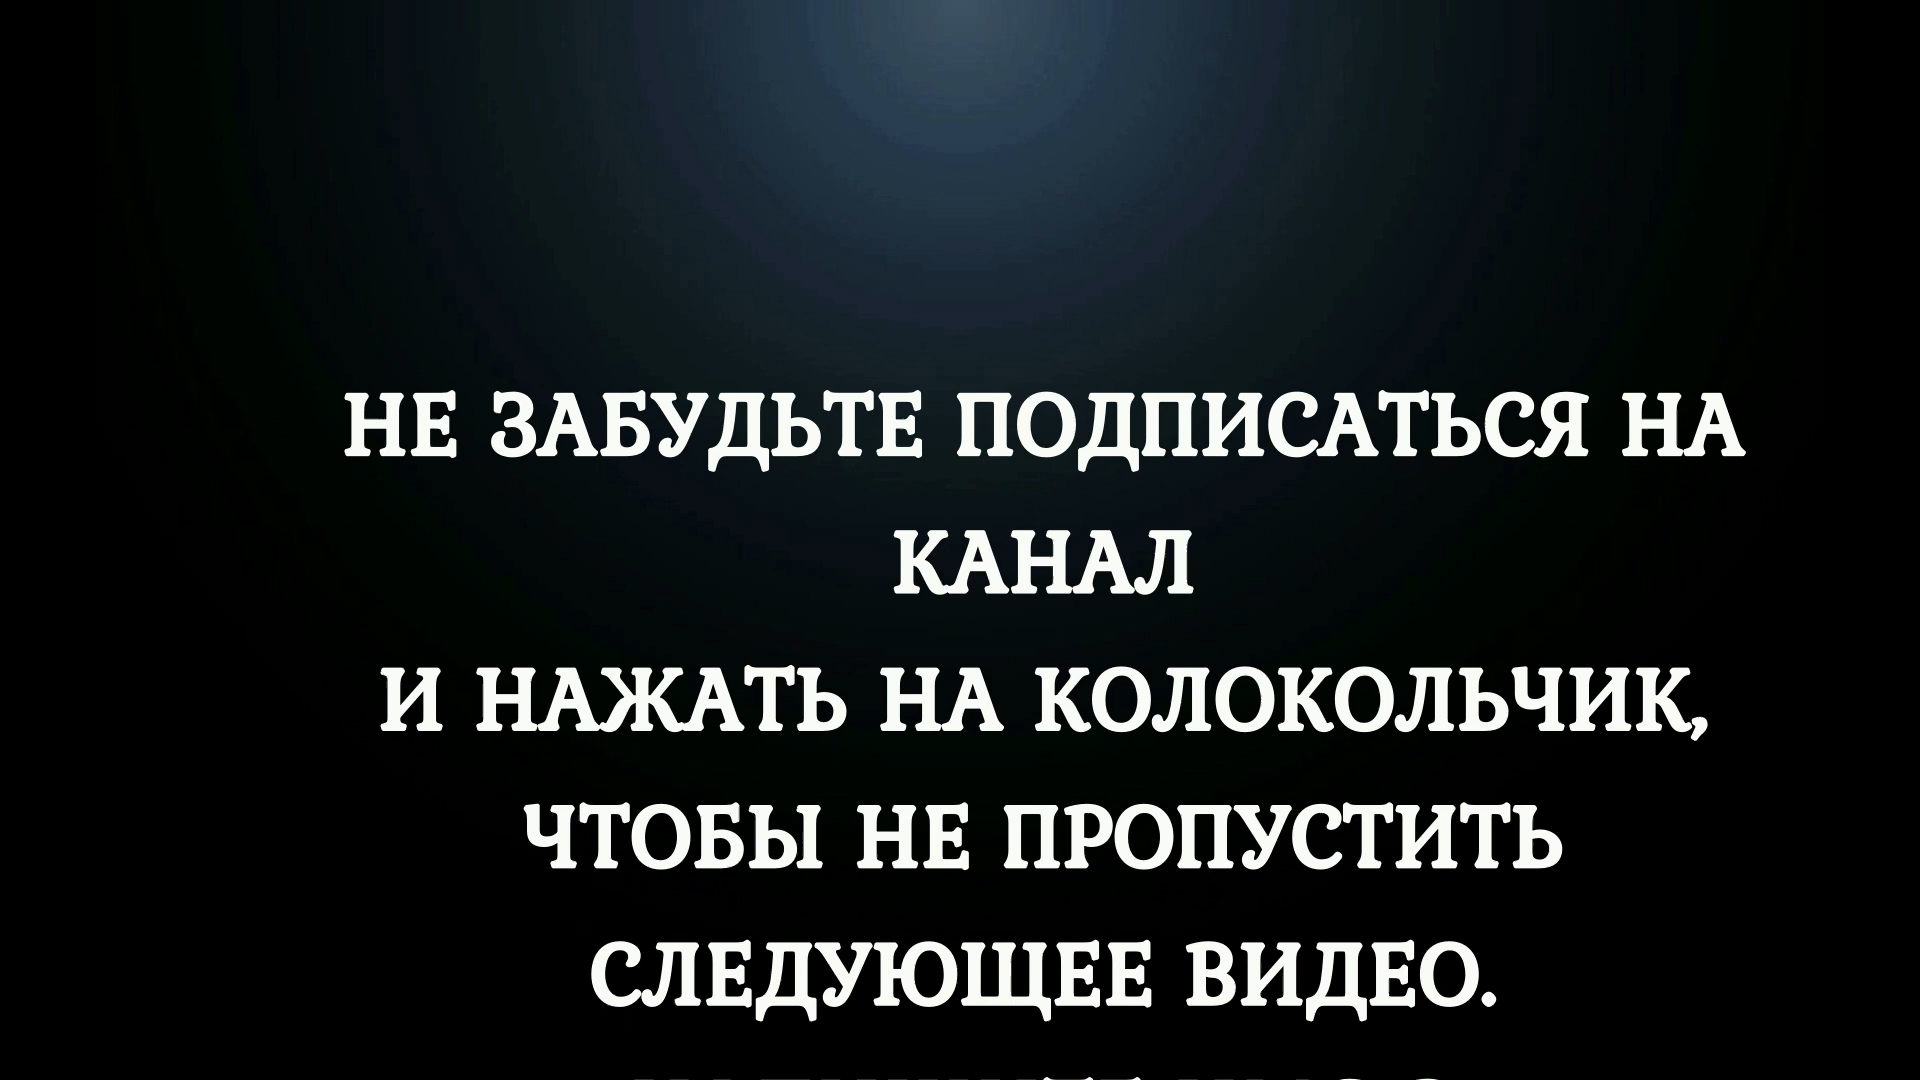 НЕ ЗАБУДЬТЕ ПОДПИСАТЬСЯ НА
КАНАЛ
И НАЖАТЬ НА КОЛОКОЛЬЧИК,
ЧТОБЫ НЕ ПРОПУСТИТЬ
СЛЕДУЮЩЕЕ ВИДЕО.